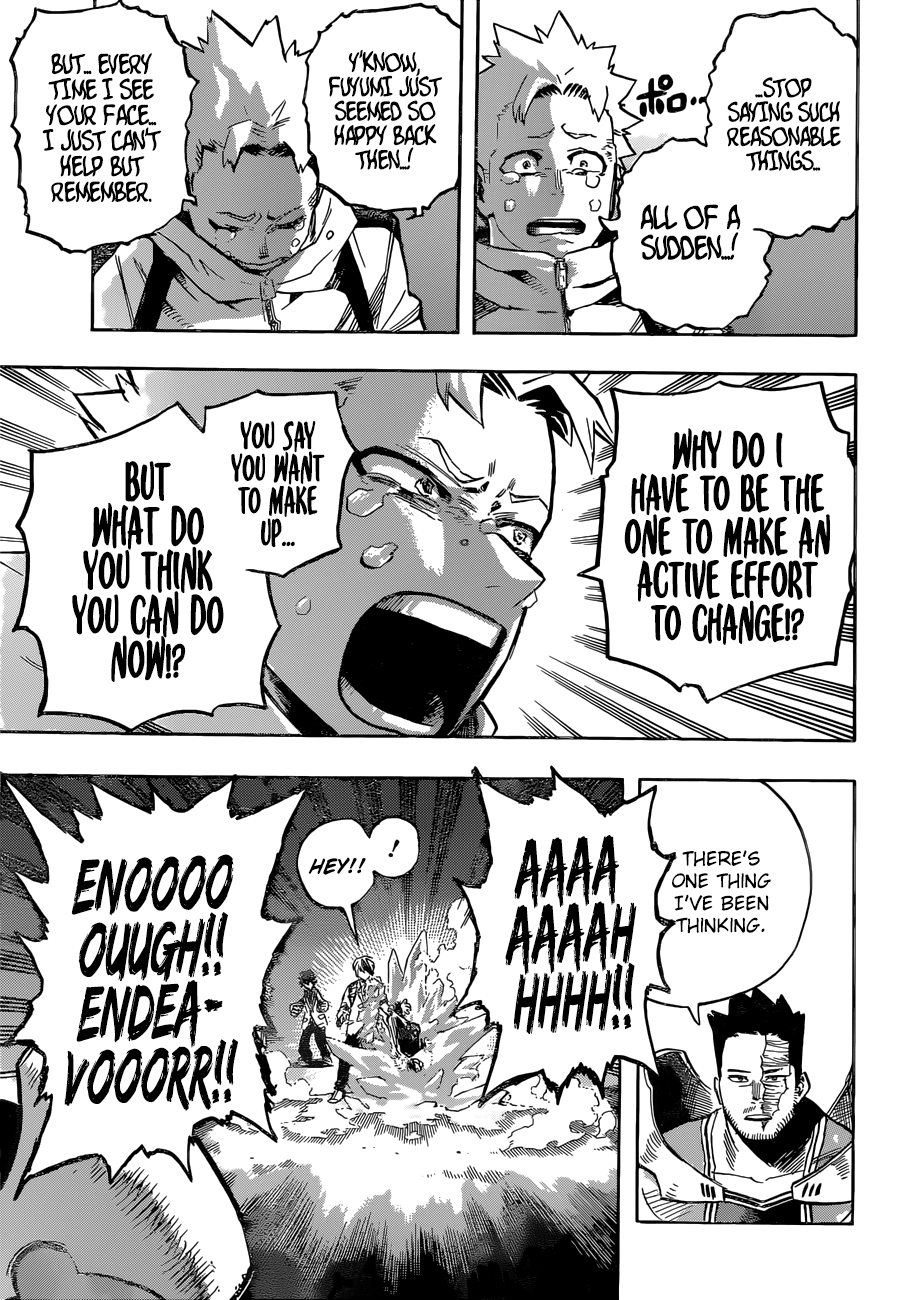 ...STOP
SAYING SUCH
REASONABLE
THINGS...
ALL OF A
SUDDEN...!
ポロ...
Y'KNOW,
FUYUMI JUST
SEEMED SO
HAPPY BACK
THEN...!
BUT... EVERY
TIME I SEE
YOUR FACE...
I JUST CAN'T
HELP BUT
REMEMBER.
WHY DO I
HAVE TO BE THE
ONE TO MAKE AN
ACTIVE EFFORT
TO CHANGE!?
YOU SAY
YOU WANT
TO MAKE
UP...
BUT
WHAT DO
YOU THINK
YOU CAN DO
NOW!?
THERE'S
ONE THING
I'VE BEEN
THINKING.
AAAA
AAAAH
HHHH!!
!
HEY!!
ENOOOO
OUUGH!!
ENDEA-
VOOORR!!